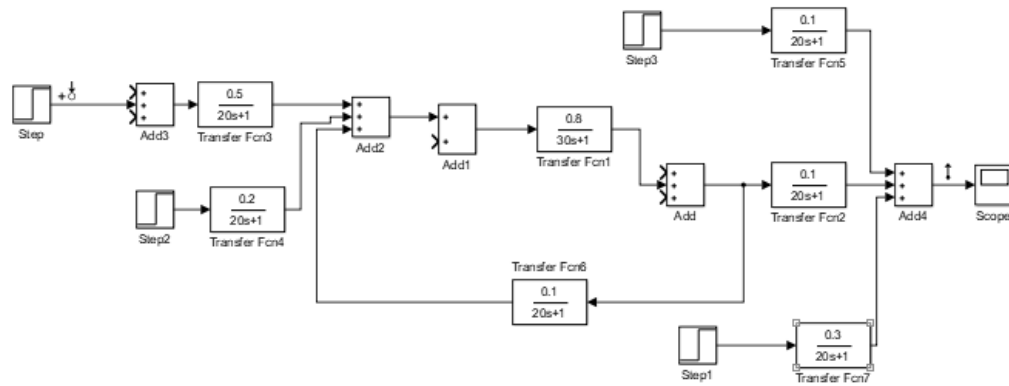 0.1
20s+1
Step3
Transfer Fcn5
+
Step
+
+
+
Add3
0.5
20s+1
Transfer Fcn3
+
+
+
Add2
+
+
Add1
0.8
30s+1
Transfer Fcn1
+
+
+
Add
0.1
20s+1
Transfer Fcn2
+
+
+
Add4
Scope
Step2
0.2
20s+1
Transfer Fcn4
Transfer Fcn6
0.1
20s+1
Step1
0.3
20s+1
Transfer Fcn7